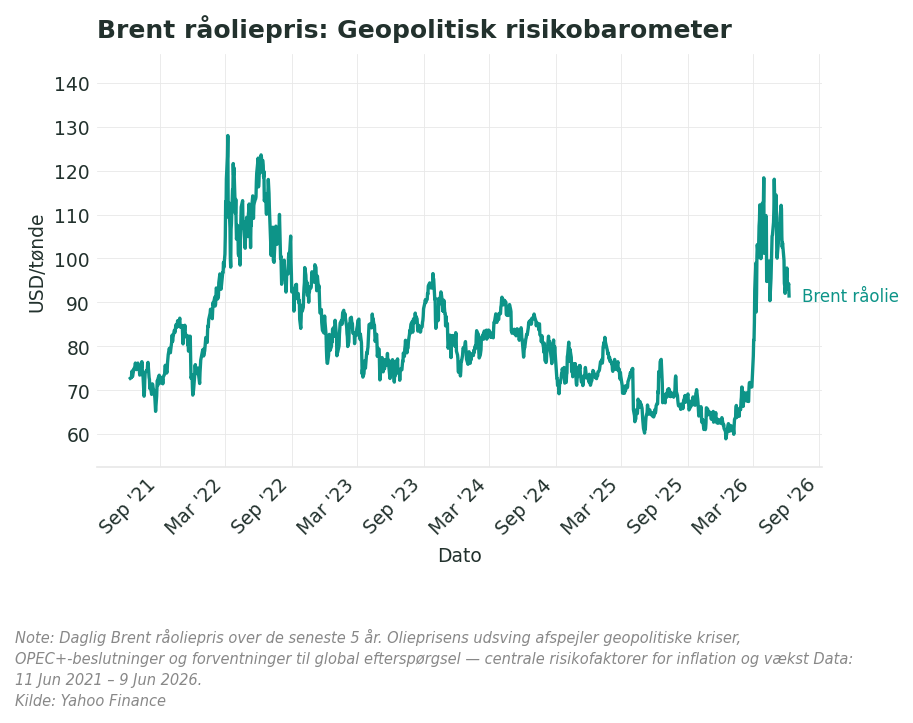 Brent råoliepris: Geopolitisk risikobarometer
140
130
120
110
100
90
80
70
60
USD/tønde
Brent råolie
Sep '21
Mar '22
Sep '22
Mar '23
Sep '23
Mar '24
Sep '24
Mar '25
Sep '25
Mar '26
Sep '26
Dato
Note: Daglig Brent råoliepris over de seneste 5 år. Olieprisens udsving afspejler geopolitiske kriser,
OPEC+-beslutninger og forventninger til global efterspørgsel — centrale risikofaktorer for inflation og vækst Data:
11 Jun 2021 – 9 Jun 2026.
Kilde: Yahoo Finance